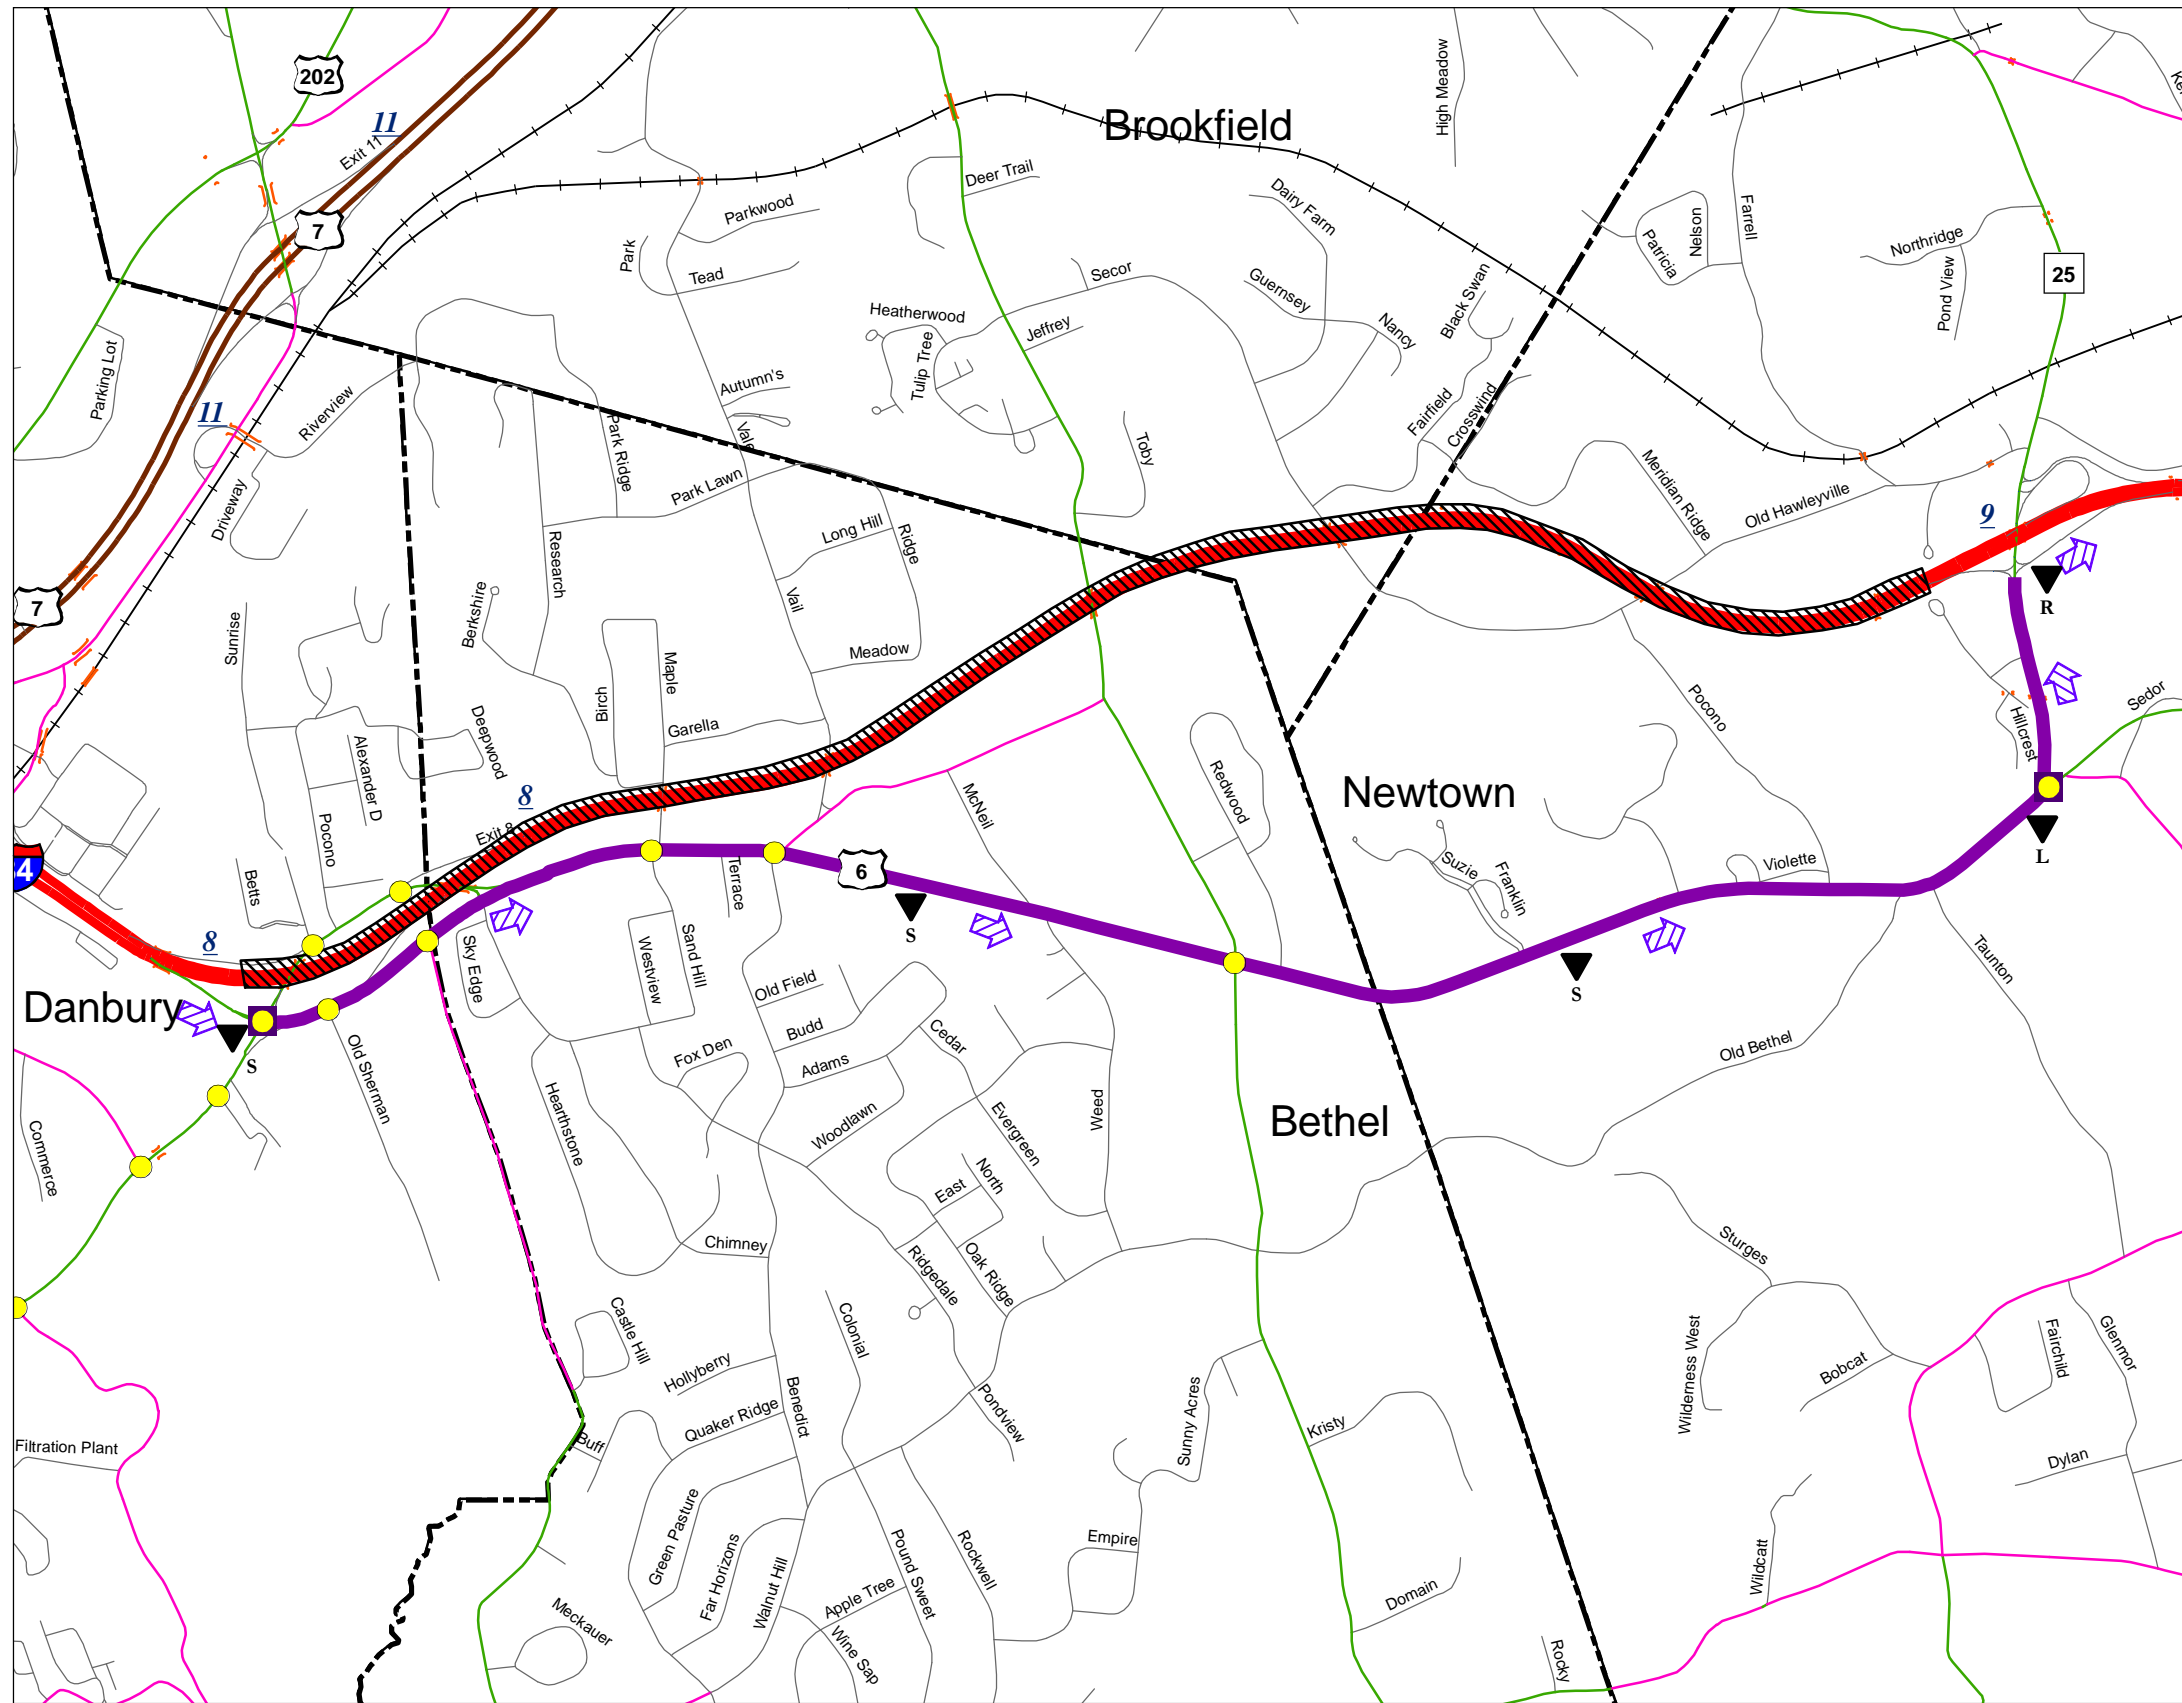 202
11
Exit 11
Brookfield
High Meadow
Deer Trail
Dairy Farm
Parkwood
Park
Tead
7
Secor
Guernsey
Nancy
Black Swan
Patricia
Nelson
Farrell
Northridge
Pond View
25
Heatherwood
Jeffrey
Tulip Tree
Parking Lot
Autumn's
Vale
11
Riverview
Park Ridge
Park Lawn
Toby
Fairfield
Crosswind
Meridian Ridge
Old Hawleyville
9
Driveway
Long Hill
Ridge
Research
Vail
Meadow
R
7
Sunrise
Berkshire
Birch
Maple
Garella
Pocono
Hillcrest
Sedor
Deepwood
Alexander D
8
Exit 8
Redwood
Newtown
McNeil
Pocono
Betts
6
Terrace
S
Suzie
Franklin
Violette
L
8
Danbury
S
Sky Edge
Westview
Sand Hill
Old Field
Budd
Adams
Cedar
S
Taunton
Old Bethel
Old Sherman
Fox Den
Hearthstone
Woodlawn
Evergreen
Weed
Bethel
Commerce
East
North
Chimney
Ridgedale
Oak Ridge
Sturges
Castle Hill
Colonial
Hollyberry
Benedict
Quaker Ridge
Pondview
Sunny Acres
Kristy
Wilderness West
Bobcat
Fairchild
Glenmor
Dylan
Filtration Plant
Buff
Green Pasture
Far Horizons
Walnut Hill
Apple Tree
Pound Sweet
Rockwell
Empire
Domain
Wildcatt
Meckauer
Wine Sap
Rocky